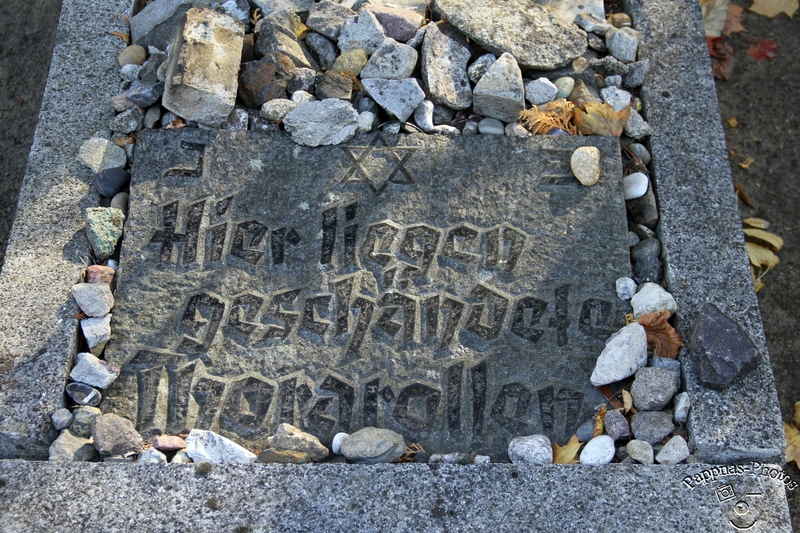 Hier liegen
geschändete
Thorarollen
Pappnas-Photos